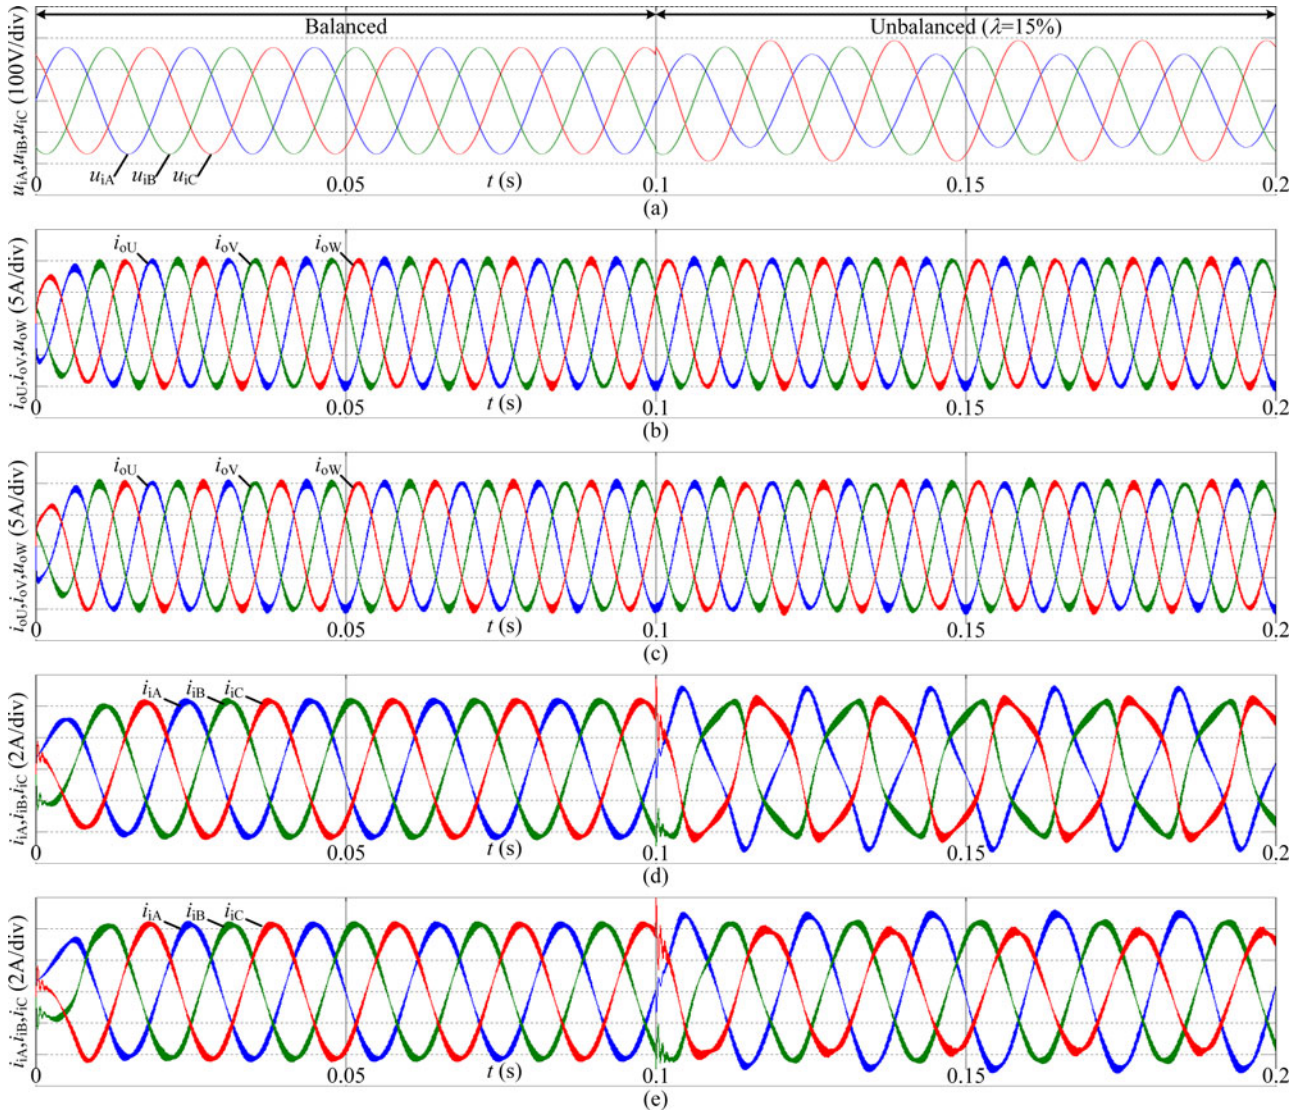 Balanced Unbalanced (λ=15%)
u_iA,u_iB,u_iC (100V/div)
u_iA u_iB u_iC
0 0.05 t (s) 0.1 0.15 0.2
(a)
i_oU i_oV i_oW
i_oU,i_oV,u_oW (5A/div)
0 0.05 t (s) 0.1 0.15 0.2
(b)
i_oU i_oV i_oW
i_oU,i_oV,u_oW (5A/div)
0 0.05 t (s) 0.1 0.15 0.2
(c)
i_iA i_iB i_iC
i_iA,i_iB,i_iC (2A/div)
0 0.05 t (s) 0.1 0.15 0.2
(d)
i_iA i_iB i_iC
i_iA,i_iB,i_iC (2A/div)
0 0.05 t (s) 0.1 0.15 0.2
(e)